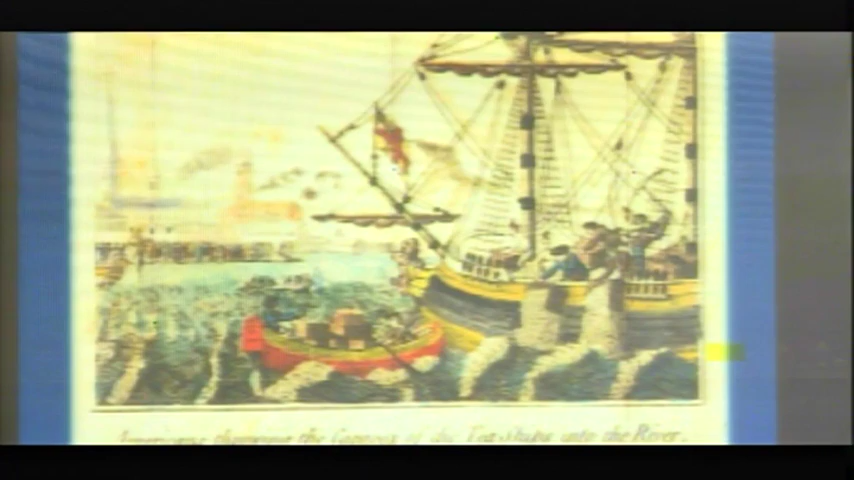 Americans throwing the Cargoes of the Tea Ships into the River,